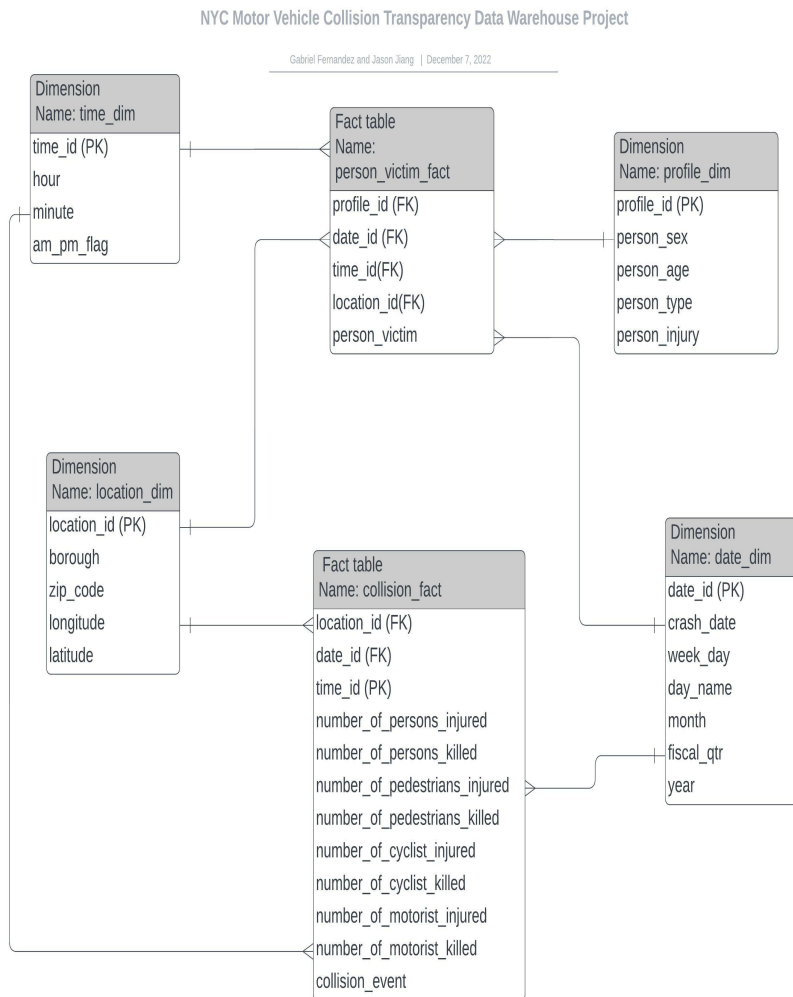 NYC Motor Vehicle Collision Transparency Data Warehouse Project
Gabriel Fernandez and Jason Jiang | December 7, 2022
Dimension
Name: time_dim
time_id (PK)
hour
minute
am_pm_flag
Fact table
Name:
person_victim_fact
profile_id (FK)
date_id (FK)
time_id(FK)
location_id(FK)
person_victim
Dimension
Name: profile_dim
profile_id (PK)
person_sex
person_age
person_type
person_injury
Dimension
Name: location_dim
location_id (PK)
borough
zip_code
longitude
latitude
Fact table
Name: collision_fact
location_id (FK)
date_id (FK)
time_id (PK)
number_of_persons_injured
number_of_persons_killed
number_of_pedestrians_injured
number_of_pedestrians_killed
number_of_cyclist_injured
number_of_cyclist_killed
number_of_motorist_injured
number_of_motorist_killed
collision_event
Dimension
Name: date_dim
date_id (PK)
crash_date
week_day
day_name
month
fiscal_qtr
year